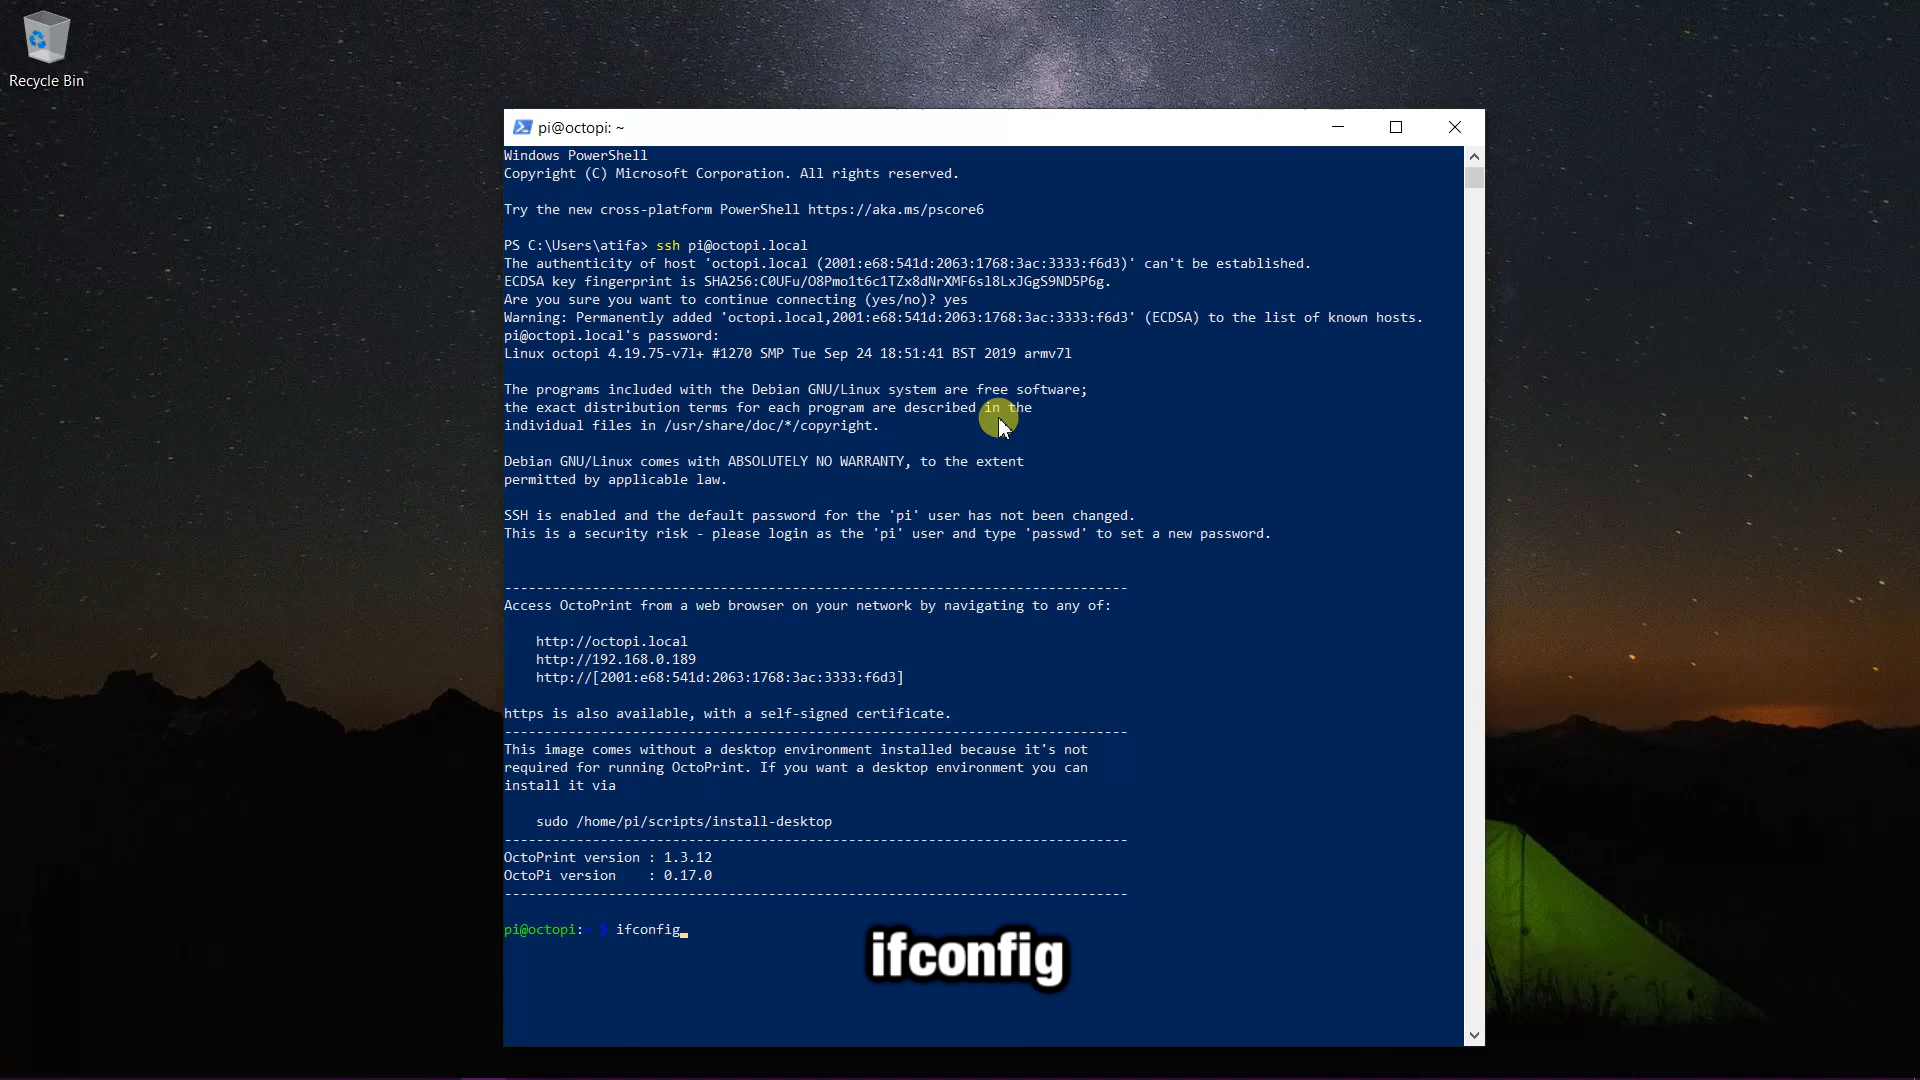 Recycle Bin
pi@octopi: ~
Windows PowerShell
Copyright (C) Microsoft Corporation. All rights reserved.
Try the new cross-platform PowerShell https://aka.ms/pscore6
PS C:\Users\atifa> ssh pi@octopi.local
The authenticity of host 'octopi.local (2001:e68:541d:2063:1768:3ac:3333:f6d3)' can't be established.
ECDSA key fingerprint is SHA256:C0UFu/O8Pmo1t6c1TZx8dNrXMF6sl8LxJGgS9ND5P6g.
Are you sure you want to continue connecting (yes/no)? yes
Warning: Permanently added 'octopi.local,2001:e68:541d:2063:1768:3ac:3333:f6d3' (ECDSA) to the list of known hosts.
pi@octopi.local's password:
Linux octopi 4.19.75-v7l+ #1270 SMP Tue Sep 24 18:51:41 BST 2019 armv7l
The programs included with the Debian GNU/Linux system are free software;
the exact distribution terms for each program are described in the
individual files in /usr/share/doc/*/copyright.
Debian GNU/Linux comes with ABSOLUTELY NO WARRANTY, to the extent
permitted by applicable law.
SSH is enabled and the default password for the 'pi' user has not been changed.
This is a security risk - please login as the 'pi' user and type 'passwd' to set a new password.
------------------------------------------------------------------------------
Access OctoPrint from a web browser on your network by navigating to any of:
http://octopi.local
http://192.168.0.189
http://[2001:e68:541d:2063:1768:3ac:3333:f6d3]
https is also available, with a self-signed certificate.
------------------------------------------------------------------------------
This image comes without a desktop environment installed because it's not
required for running OctoPrint. If you want a desktop environment you can
install it via
sudo /home/pi/scripts/install-desktop
------------------------------------------------------------------------------
OctoPrint version : 1.3.12
OctoPi version    : 0.17.0
------------------------------------------------------------------------------
pi@octopi:~ $ ifconfig
ifconfig